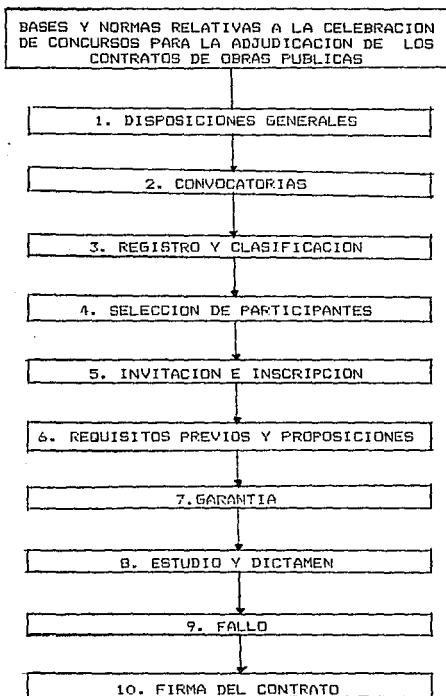 BASES Y NORMAS RELATIVAS A LA CELEBRACION
DE CONCURSOS PARA LA ADJUDICACION DE LOS
CONTRATOS DE OBRAS PUBLICAS
1. DISPOSICIONES GENERALES
2. CONVOCATORIAS
3. REGISTRO Y CLASIFICACION
4. SELECCION DE PARTICIPANTES
5. INVITACION E INSCRIPCION
6. REQUISITOS PREVIOS Y PROPOSICIONES
7.GARANTIA
8. ESTUDIO Y DICTAMEN
9. FALLO
10. FIRMA DEL CONTRATO